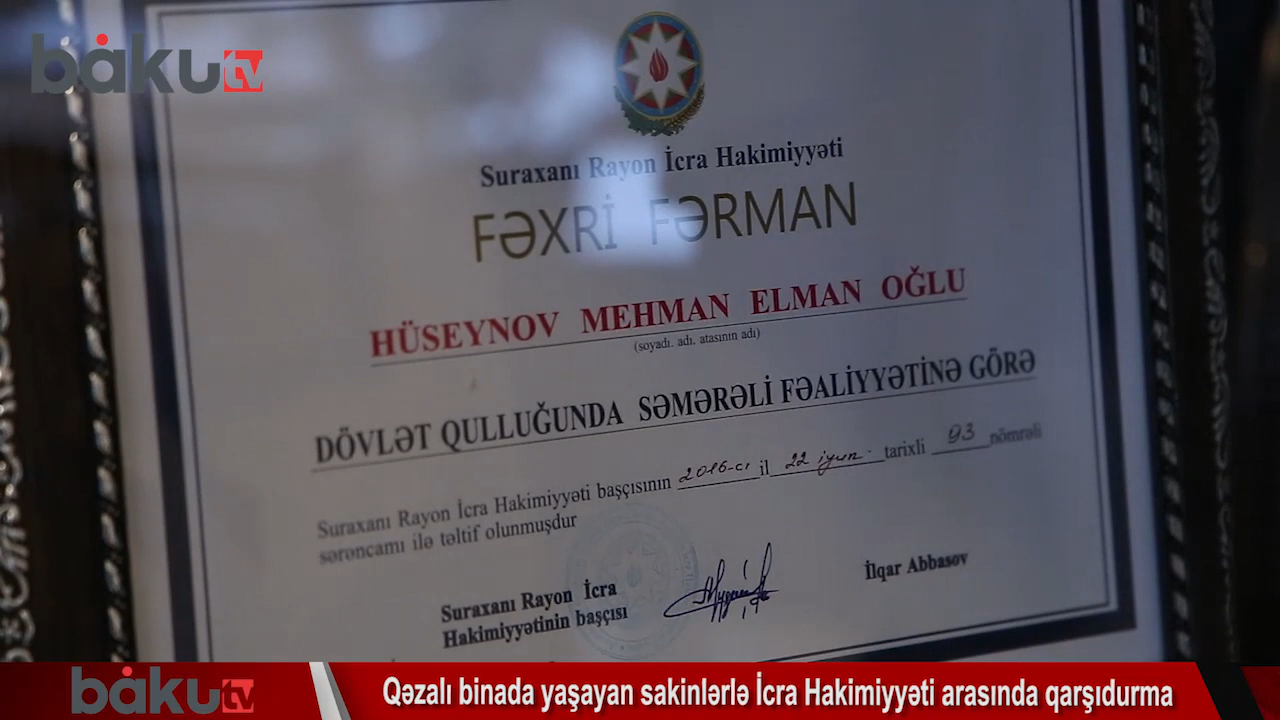 bakutv
Suraxanı Rayon İcra Hakimiyyəti
FƏXRİ FƏRMAN
HÜSEYNOV MEHMAN ELMAN OĞLU
(soyadı. adı. atasının adı)
DÖVLƏT QULLUĞUNDA SƏMƏRƏLİ FƏALİYYƏTİNƏ GÖRƏ
Suraxanı Rayon İcra Hakimiyyəti başçısının 2016-cı il 22 iyun tarixli 93 nömrəli
sərəncamı ilə təltif olunmuşdur
Suraxanı Rayon İcra
Hakimiyyətinin başçısı
İlqar Abbasov
bakutv
Qəzalı binada yaşayan sakinlərlə İcra Hakimiyyəti arasında qarşıdurma